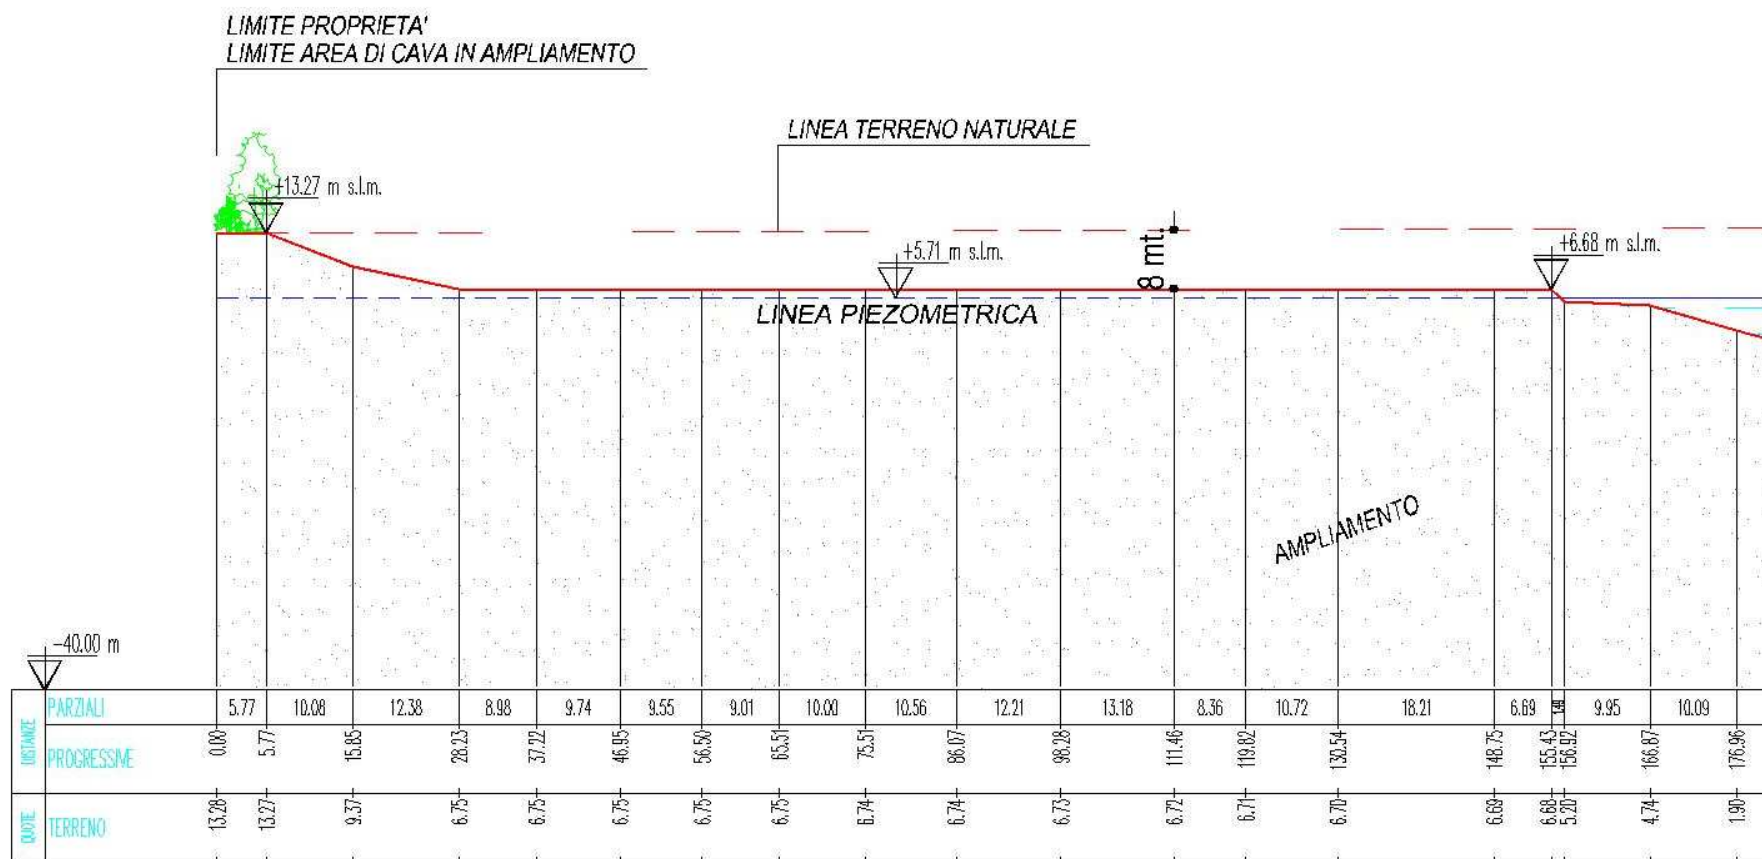 LIMITE PROPRIETA'
LIMITE AREA DI CAVA IN AMPLIAMENTO
LINEA TERRENO NATURALE
+13.27 m s.l.m.
+5.71 m s.l.m.
8 mt.
+6.68 m s.l.m.
LINEA PIEZOMETRICA
AMPLIAMENTO
-40.00 m
DISTANZE
PARZIALI 5.77 10.08 12.38 8.98 9.74 9.55 9.01 10.00 10.56 12.21 13.18 8.36 10.72 18.21 6.69 9.95 10.09
PROGRESSIVE 0.00 5.77 15.85 28.23 37.22 46.95 56.50 65.51 75.51 86.07 98.28 111.46 119.82 130.54 148.75 155.43 156.92 166.87 176.96
QUOTE
TERRENO 13.28 13.27 9.37 6.75 6.75 6.75 6.75 6.75 6.74 6.74 6.73 6.72 6.71 6.70 6.69 6.68 5.20 4.74 1.90